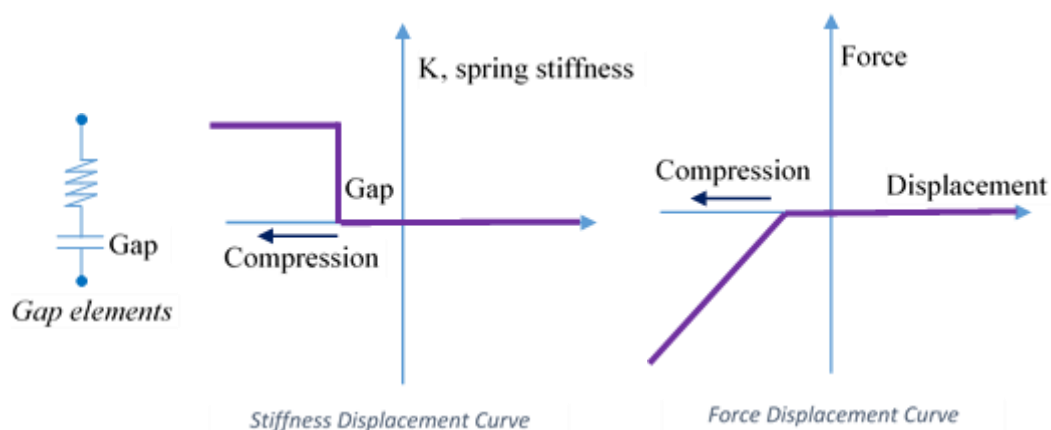 Gap
Gap elements
K, spring stiffness
Gap
Compression
Stiffness Displacement Curve
Force
Compression
Displacement
Force Displacement Curve